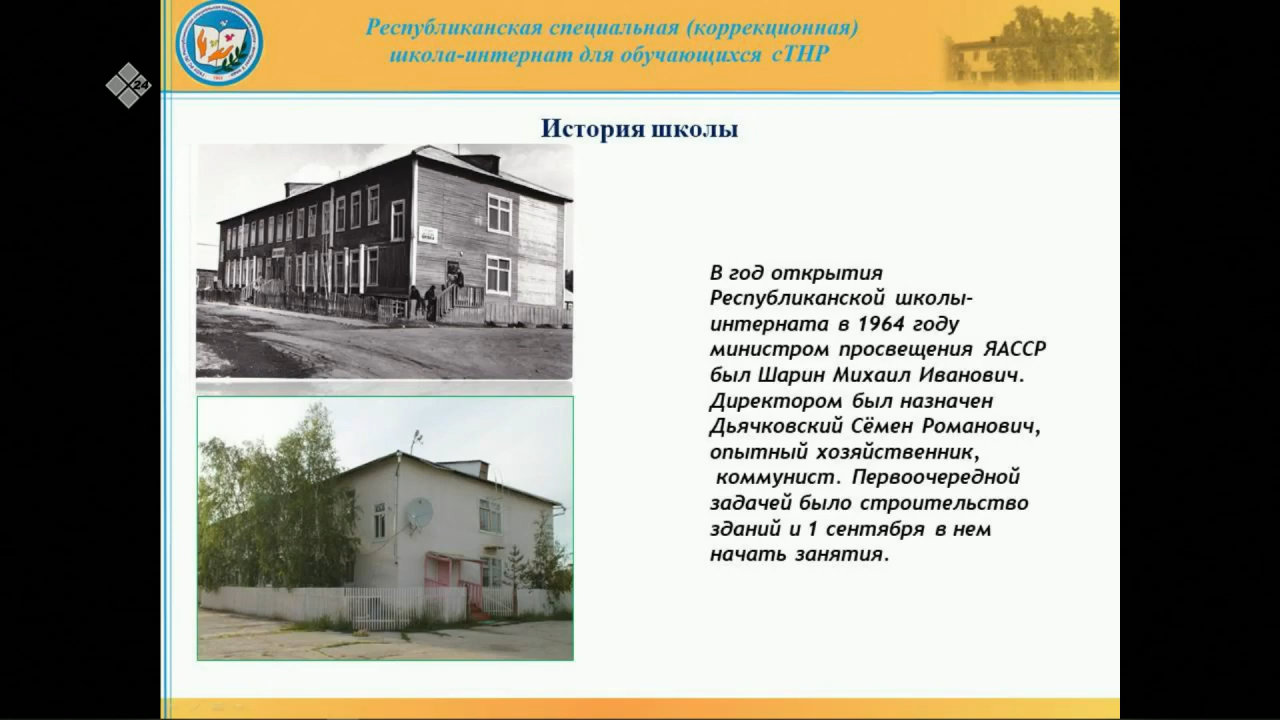 Республиканская специальная (коррекционная)
школа-интернат для обучающихся сТНР
Х24
История школы
В год открытия
Республиканской школы-
интерната в 1964 году
министром просвещения ЯАССР
был Шарин Михаил Иванович.
Директором был назначен
Дьячковский Сёмен Романович,
опытный хозяйственник,
коммунист. Первоочередной
задачей было строительство
зданий и 1 сентября в нем
начать занятия.